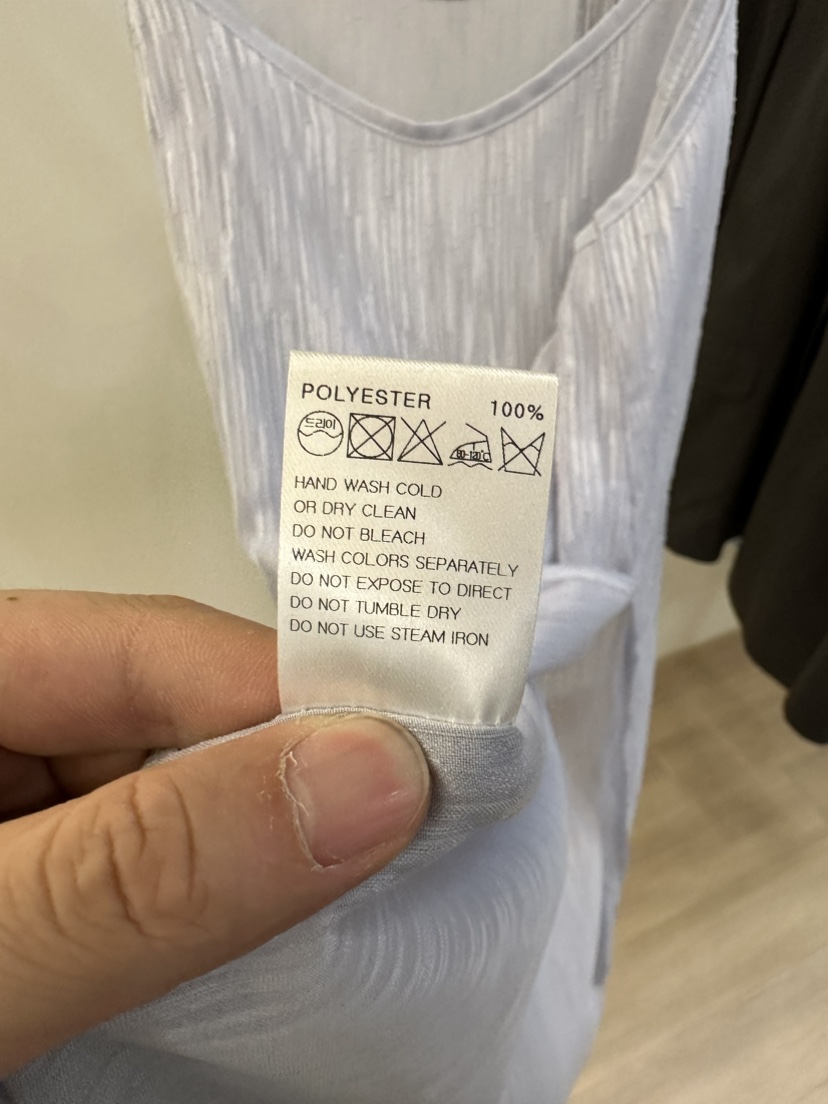 POLYESTER 100%
드라이
80-120℃
HAND WASH COLD
OR DRY CLEAN
DO NOT BLEACH
WASH COLORS SEPARATELY
DO NOT EXPOSE TO DIRECT
DO NOT TUMBLE DRY
DO NOT USE STEAM IRON